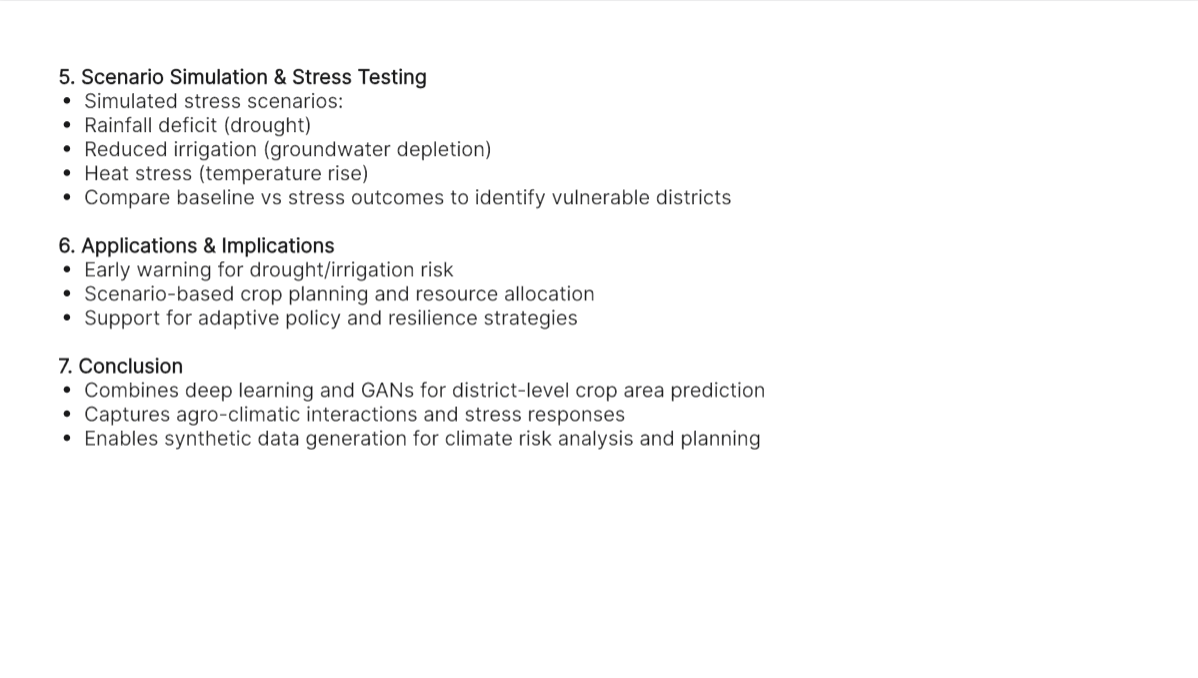 5. Scenario Simulation & Stress Testing
• Simulated stress scenarios:
• Rainfall deficit (drought)
• Reduced irrigation (groundwater depletion)
• Heat stress (temperature rise)
• Compare baseline vs stress outcomes to identify vulnerable districts
6. Applications & Implications
• Early warning for drought/irrigation risk
• Scenario-based crop planning and resource allocation
• Support for adaptive policy and resilience strategies
7. Conclusion
• Combines deep learning and GANs for district-level crop area prediction
• Captures agro-climatic interactions and stress responses
• Enables synthetic data generation for climate risk analysis and planning